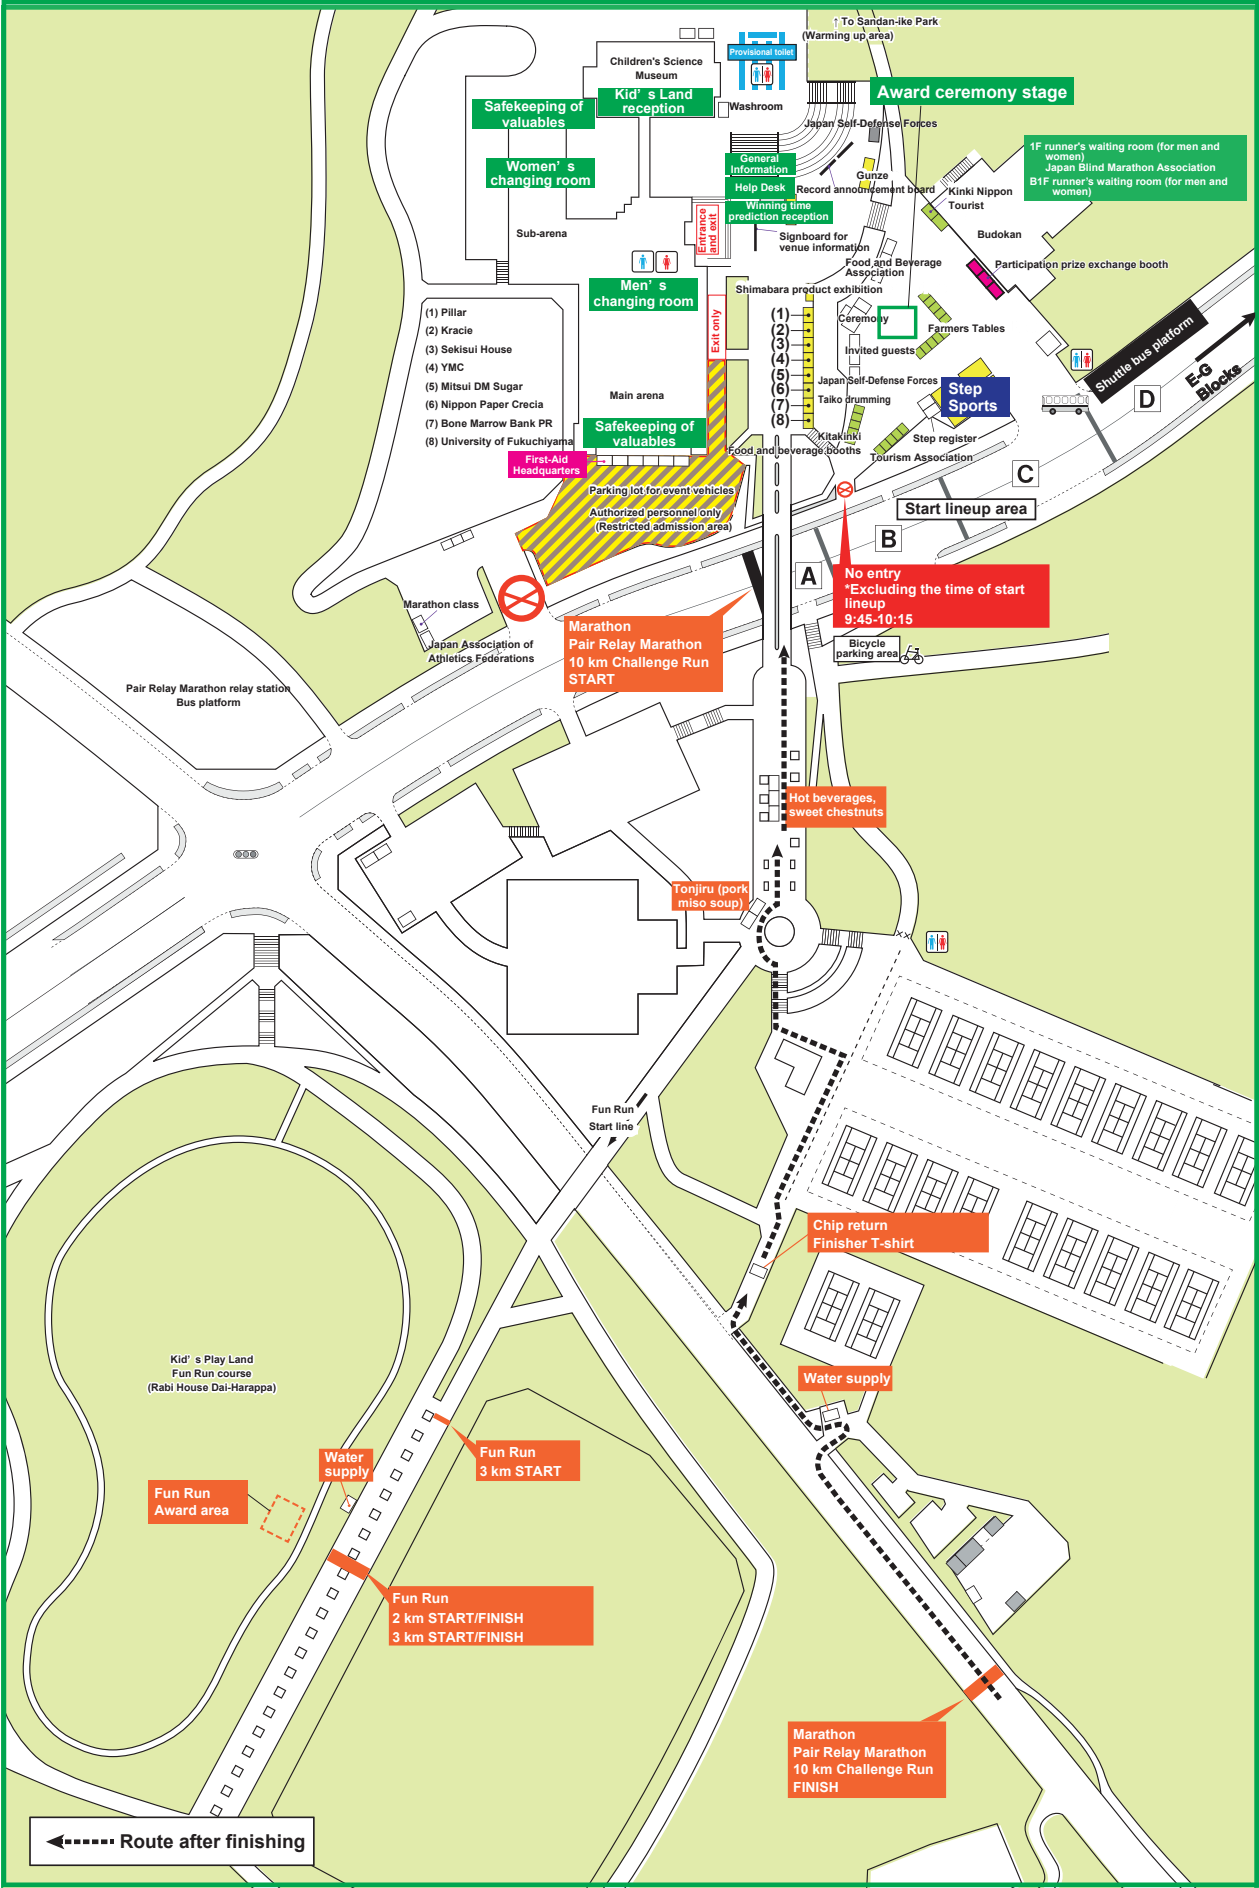 ↑ To Sandan-ike Park
(Warming up area)
Provisional toilet
Children's Science
Museum
Kid's Land
reception
Safekeeping of
valuables
Washroom
Award ceremony stage
Japan Self-Defense Forces
1F runner's waiting room (for men and
women)
Japan Blind Marathon Association
B1F runner's waiting room (for men and
women)
General
Information
Help Desk
Winning time
prediction reception
Women's
changing room
Gunze
Record announcement board
Kinki Nippon
Tourist
Budokan
Entrance
and exit
Sub-arena
Signboard for
venue information
Food and Beverage
Association
Participation prize exchange booth
Men's
changing room
Shimabara product exhibition
Exit only
(1) Pillar
(2) Kracie
(3) Sekisui House
(4) YMC
(5) Mitsui DM Sugar
(6) Nippon Paper Crecia
(7) Bone Marrow Bank PR
(8) University of Fukuchiyama
(1)
(2)
(3)
(4)
(5)
(6)
(7)
(8)
Ceremony
Farmers Tables
Invited guests
Shuttle bus platform
E-G
Blocks
D
Main arena
Japan Self-Defense Forces
Taiko drumming
Step
Sports
Safekeeping of
valuables
Kitakinki
Step register
Food and beverage booths
Tourism Association
First-Aid
Headquarters
C
Parking lot for event vehicles
Authorized personnel only
(Restricted admission area)
Start lineup area
B
A
No entry
*Excluding the time of start
lineup
9:45-10:15
Marathon class
Japan Association of
Athletics Federations
Marathon
Pair Relay Marathon
10 km Challenge Run
START
Bicycle
parking area
Pair Relay Marathon relay station
Bus platform
Hot beverages,
sweet chestnuts
Tonjiru (pork
miso soup)
Fun Run
Start line
Chip return
Finisher T-shirt
Kid's Play Land
Fun Run course
(Rabi House Dai-Harappa)
Water supply
Fun Run
3 km START
Water
supply
Fun Run
Award area
Fun Run
2 km START/FINISH
3 km START/FINISH
Marathon
Pair Relay Marathon
10 km Challenge Run
FINISH
Route after finishing